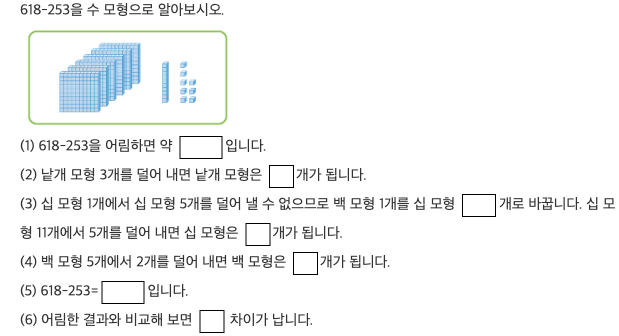 618-253을 수 모형으로 알아보시오.
(1) 618-253을 어림하면 약 입니다.
(2) 낱개 모형 3개를 덜어 내면 낱개 모형은 개가 됩니다.
(3) 십 모형 1개에서 십 모형 5개를 덜어 낼 수 없으므로 백 모형 1개를 십 모형 개로 바꿉니다. 십 모
형 11개에서 5개를 덜어 내면 십 모형은 개가 됩니다.
(4) 백 모형 5개에서 2개를 덜어 내면 백 모형은 개가 됩니다.
(5) 618-253= 입니다.
(6) 어림한 결과와 비교해 보면 차이가 납니다.